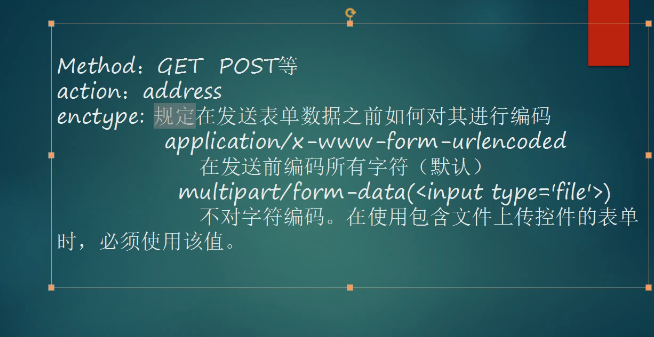 Method：GET POST等
action：address
enctype: 规定在发送表单数据之前如何对其进行编码
application/x-www-form-urlencoded
在发送前编码所有字符（默认）
multipart/form-data(<input type='file'>)
不对字符编码。在使用包含文件上传控件的表单
时，必须使用该值。